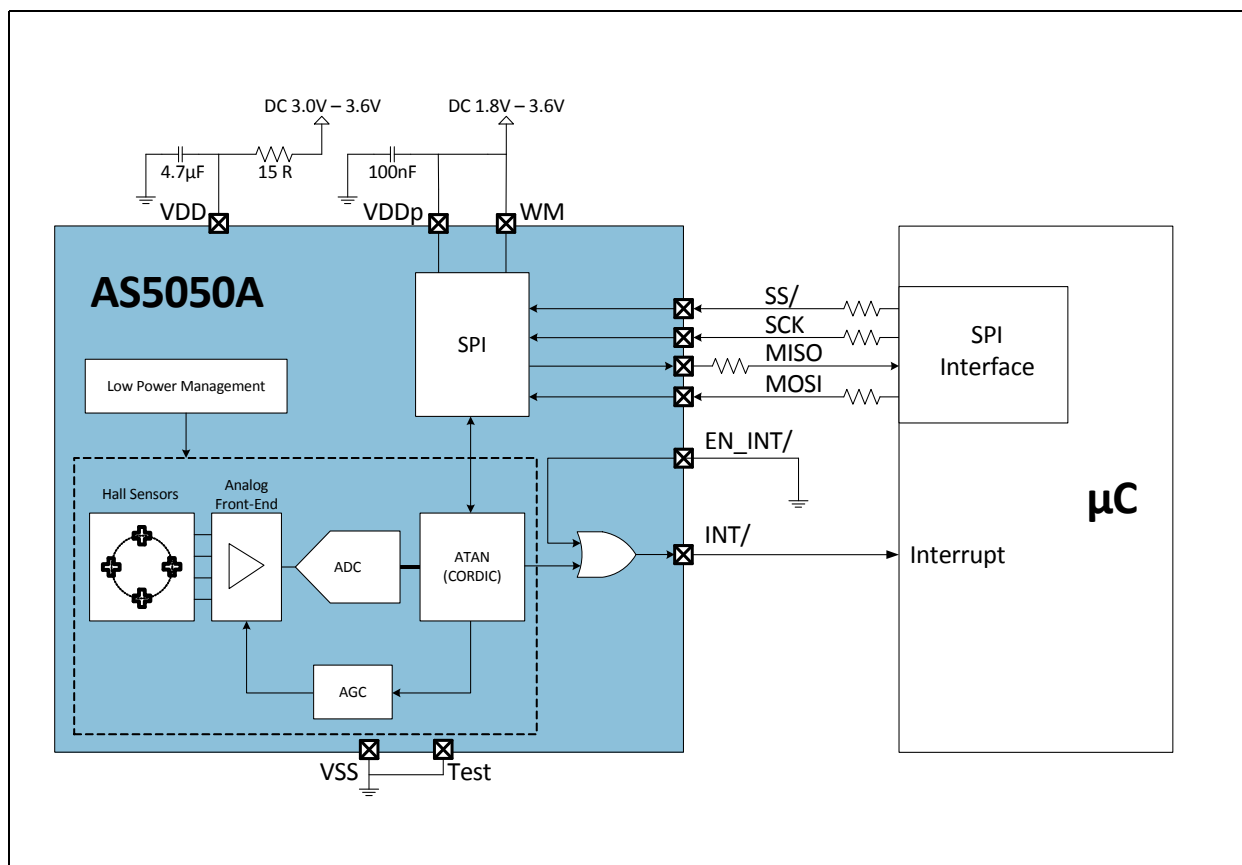 DC 3.0V – 3.6V
DC 1.8V – 3.6V
4.7µF
15 R
100nF
VDD
VDDp
WM
AS5050A
SS/
SCK
MISO
MOSI
SPI
SPI
Interface
Low Power Management
EN_INT/
µC
Hall Sensors
Analog
Front-End
ADC
ATAN
(CORDIC)
INT/
Interrupt
AGC
VSS
Test